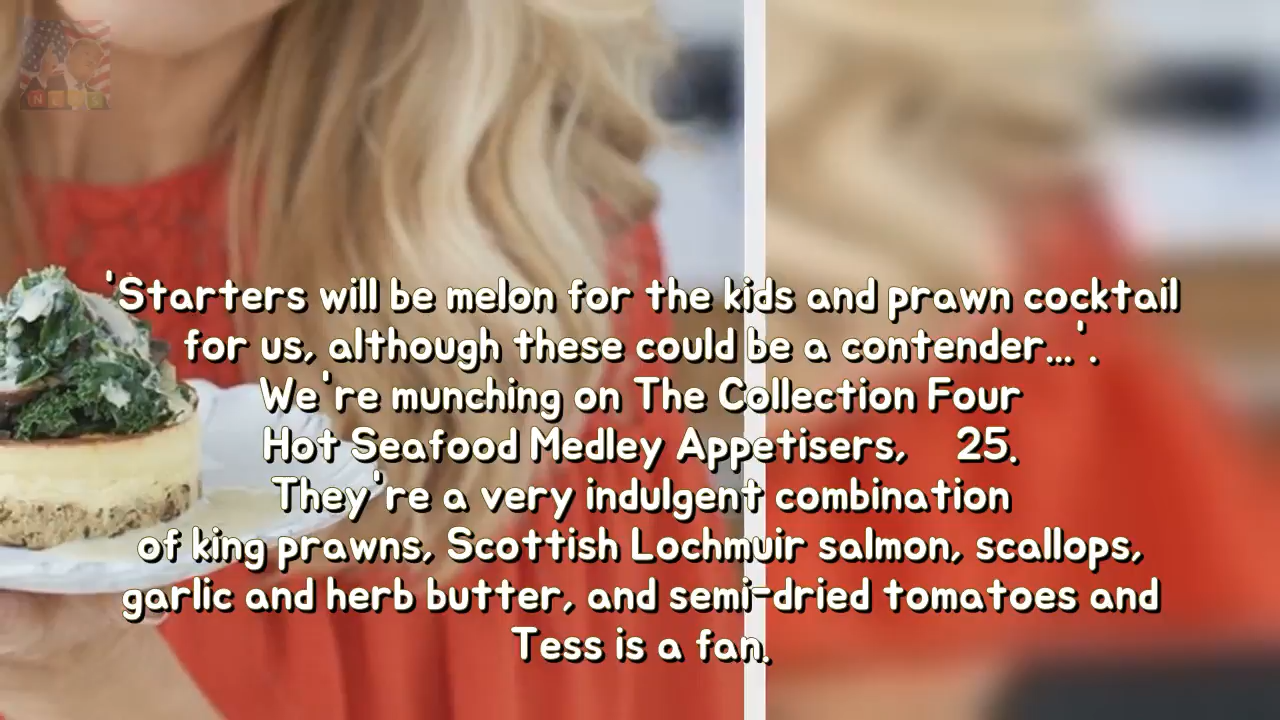 'Starters will be melon for the kids and prawn cocktail
for us, although these could be a contender...'.
We're munching on The Collection Four
Hot Seafood Medley Appetisers, 25.
They're a very indulgent combination
of king prawns, Scottish Lochmuir salmon, scallops,
garlic and herb butter, and semi-dried tomatoes and
Tess is a fan.
NEWS